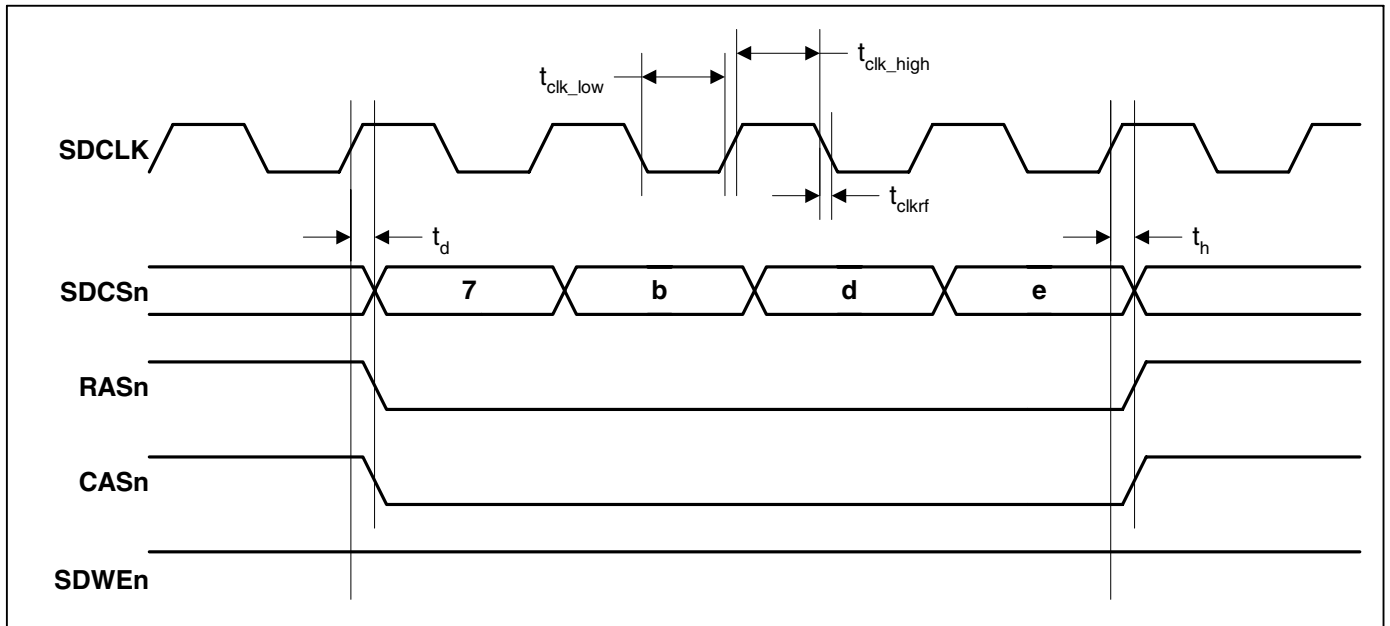 t_clk_high
t_clk_low
SDCLK
t_clkrf
t_d
t_h
SDCSn 7 b d e
RASn
CASn
SDWEn